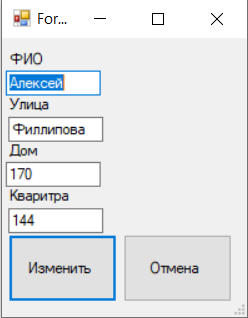 For...
ФИО
Алексей
Улица
Филлипова
Дом
170
Кваритра
144
Изменить
Отмена